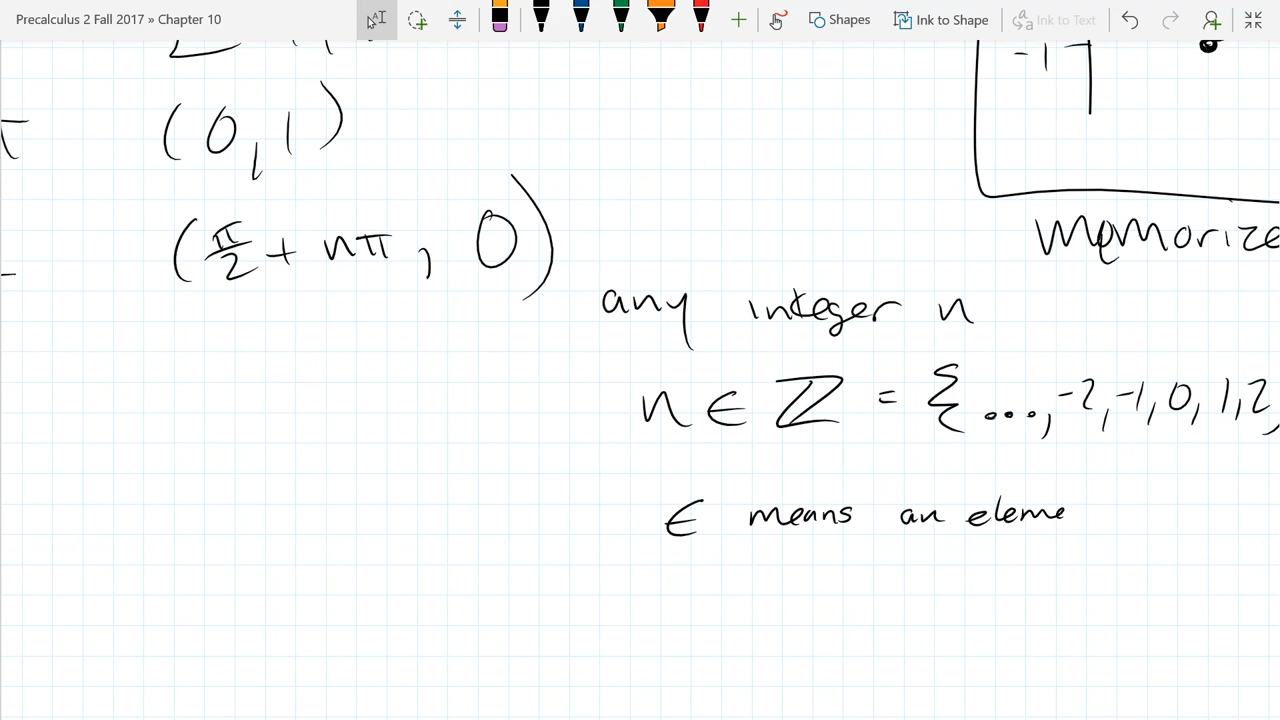 Precalculus 2 Fall 2017 » Chapter 10
Shapes
Ink to Shape
Ink to Text
-1
(0, 1)
(π/2 + nπ, 0)
memorize
any integer n
n ∈ ℤ = { ..., -2, -1, 0, 1, 2,
∈ means an eleme